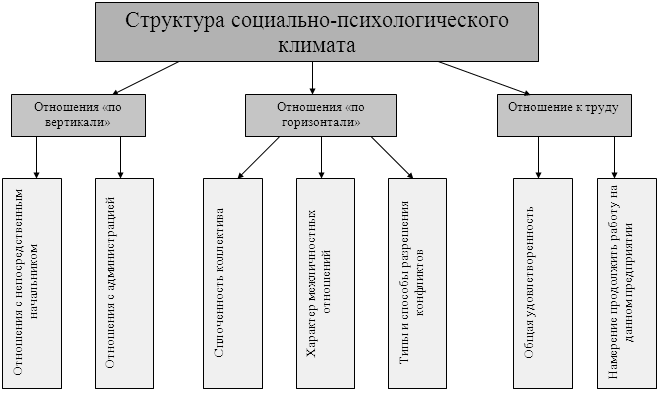 Структура социально-психологического
климата
Отношения «по
вертикали»
Отношения «по
горизонтали»
Отношение к труду
Отношения с непосредственным
начальником
Отношения с администрацией
Сплоченность коллектива
Характер межличностных
отношений
Типы и способы разрешения
конфликтов
Общая удовлетворенность
Намерение продолжить работу на
данном предприятии